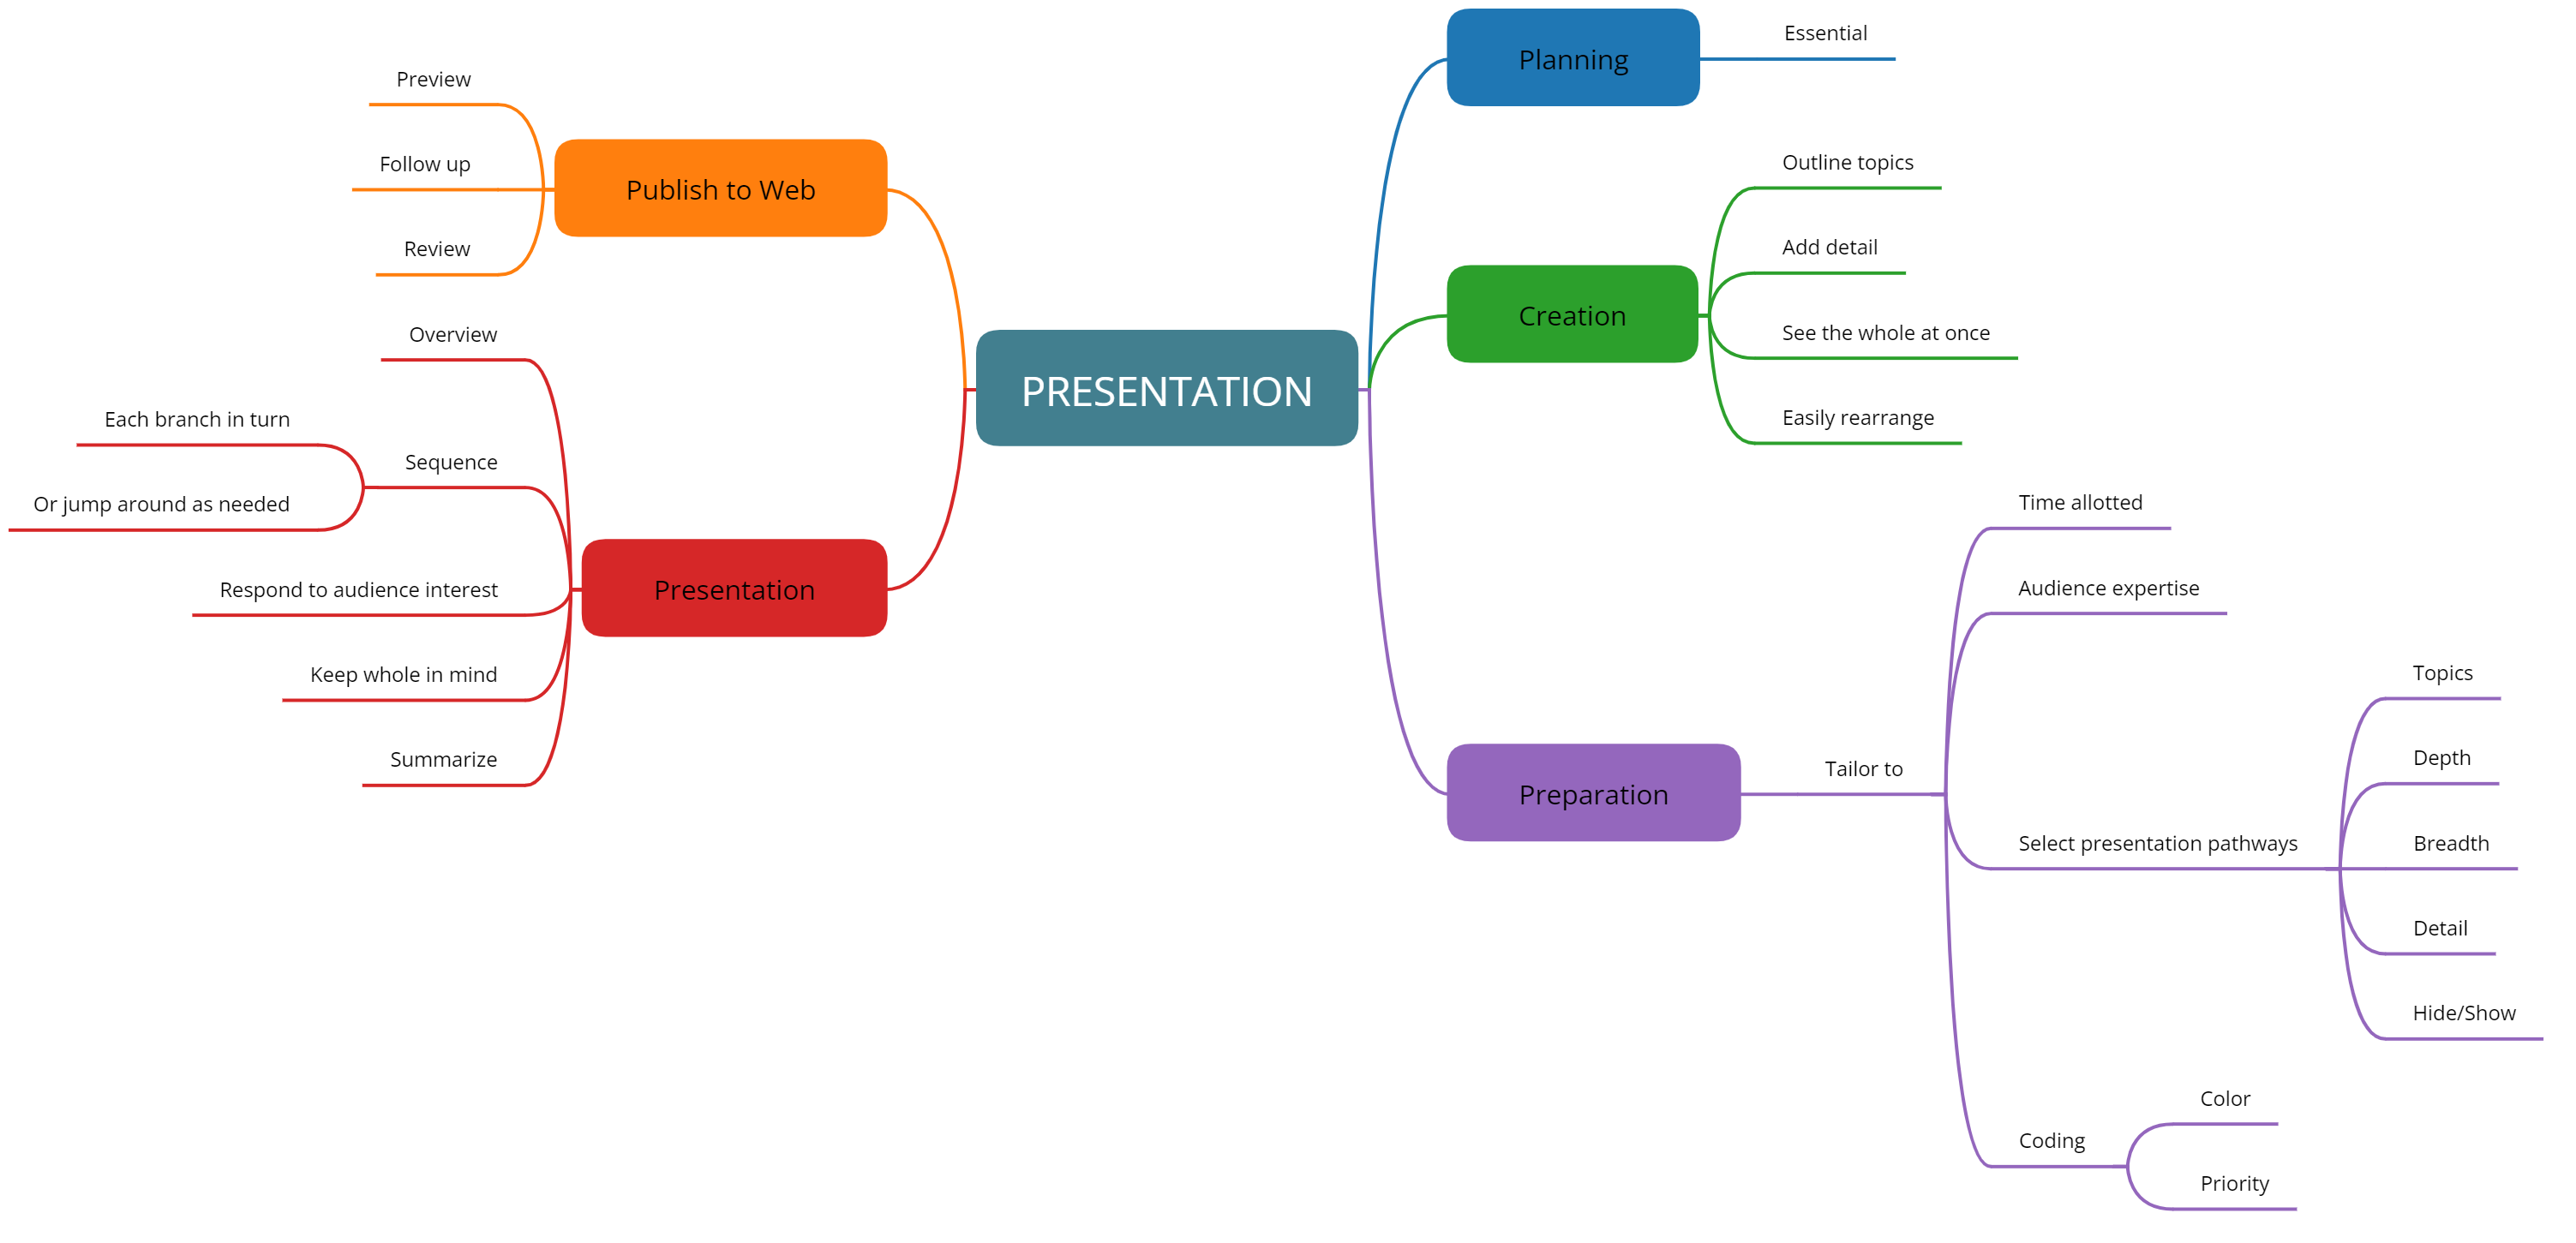 PRESENTATION
Planning
Essential
Creation
Outline topics
Add detail
See the whole at once
Easily rearrange
Preparation
Tailor to
Time allotted
Audience expertise
Select presentation pathways
Topics
Depth
Breadth
Detail
Hide/Show
Coding
Color
Priority
Publish to Web
Preview
Follow up
Review
Presentation
Overview
Sequence
Each branch in turn
Or jump around as needed
Respond to audience interest
Keep whole in mind
Summarize